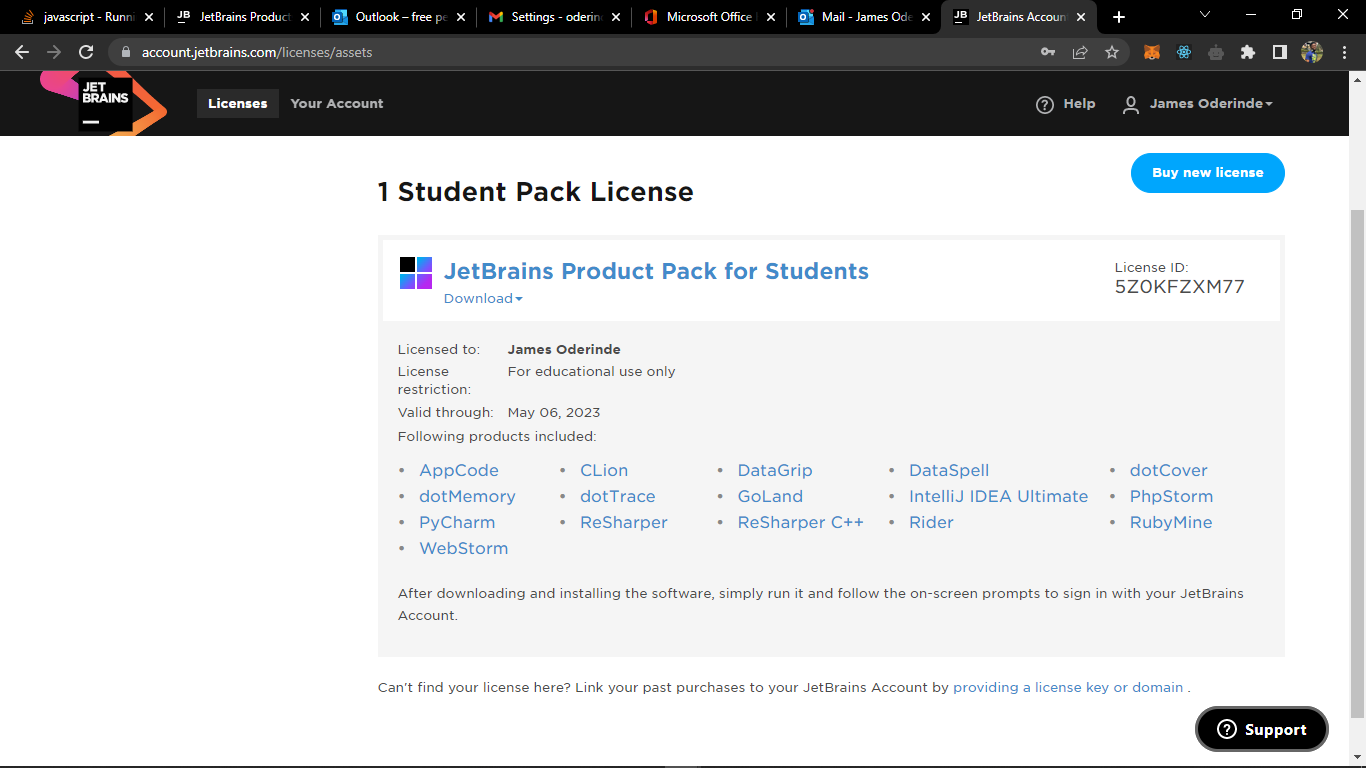 javascript - Runn
JetBrains Product
Outlook – free pe
Settings - oderin
Microsoft Office
Mail - James Ode
JetBrains Accoun
account.jetbrains.com/licenses/assets
JET
BRAINS
Licenses
Your Account
Help
James Oderinde
1 Student Pack License
Buy new license
JetBrains Product Pack for Students
Download
License ID:
5Z0KFZXM77
Licensed to: James Oderinde
License restriction: For educational use only
Valid through: May 06, 2023
Following products included:
• AppCode • CLion • DataGrip • DataSpell • dotCover
• dotMemory • dotTrace • GoLand • IntelliJ IDEA Ultimate • PhpStorm
• PyCharm • ReSharper • ReSharper C++ • Rider • RubyMine
• WebStorm
After downloading and installing the software, simply run it and follow the on-screen prompts to sign in with your JetBrains
Account.
Can't find your license here? Link your past purchases to your JetBrains Account by providing a license key or domain .
Support